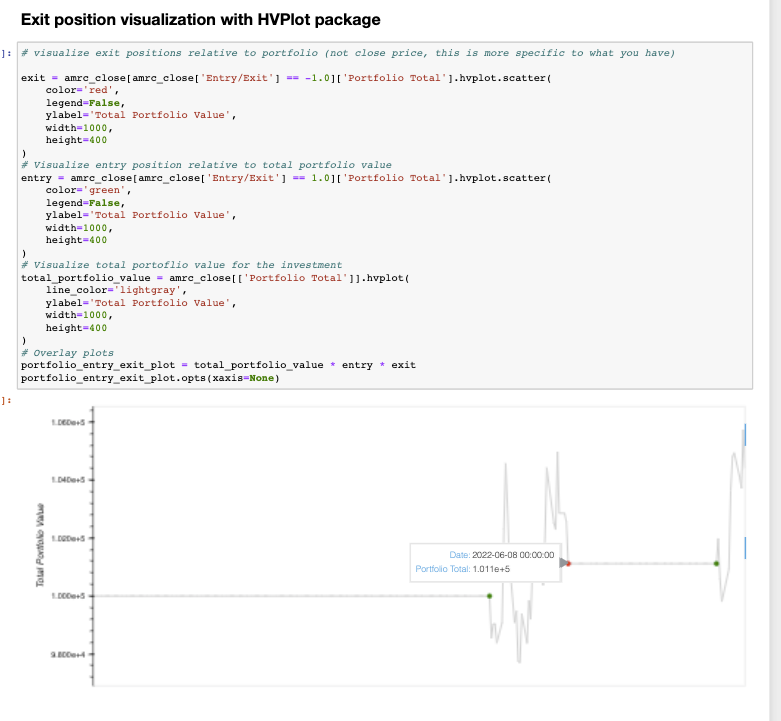 Exit position visualization with HVPlot package
]:
# visualize exit positions relative to portfolio (not close price, this is more specific to what you have)
exit = amrc_close[amrc_close['Entry/Exit'] == -1.0]['Portfolio Total'].hvplot.scatter(
    color='red',
    legend=False,
    ylabel='Total Portfolio Value',
    width=1000,
    height=400
)
# Visualize entry position relative to total portfolio value
entry = amrc_close[amrc_close['Entry/Exit'] == 1.0]['Portfolio Total'].hvplot.scatter(
    color='green',
    legend=False,
    ylabel='Total Portfolio Value',
    width=1000,
    height=400
)
# Visualize total portoflio value for the investment
total_portfolio_value = amrc_close[['Portfolio Total']].hvplot(
    line_color='lightgray',
    ylabel='Total Portfolio Value',
    width=1000,
    height=400
)
# Overlay plots
portfolio_entry_exit_plot = total_portfolio_value * entry * exit
portfolio_entry_exit_plot.opts(xaxis=None)
]:
1.060e+5
1.040e+5
1.020e+5
1.000e+5
9.800e+4
Total Portfolio Value
Date: 2022-06-08 00:00:00
Portfolio Total: 1.011e+5